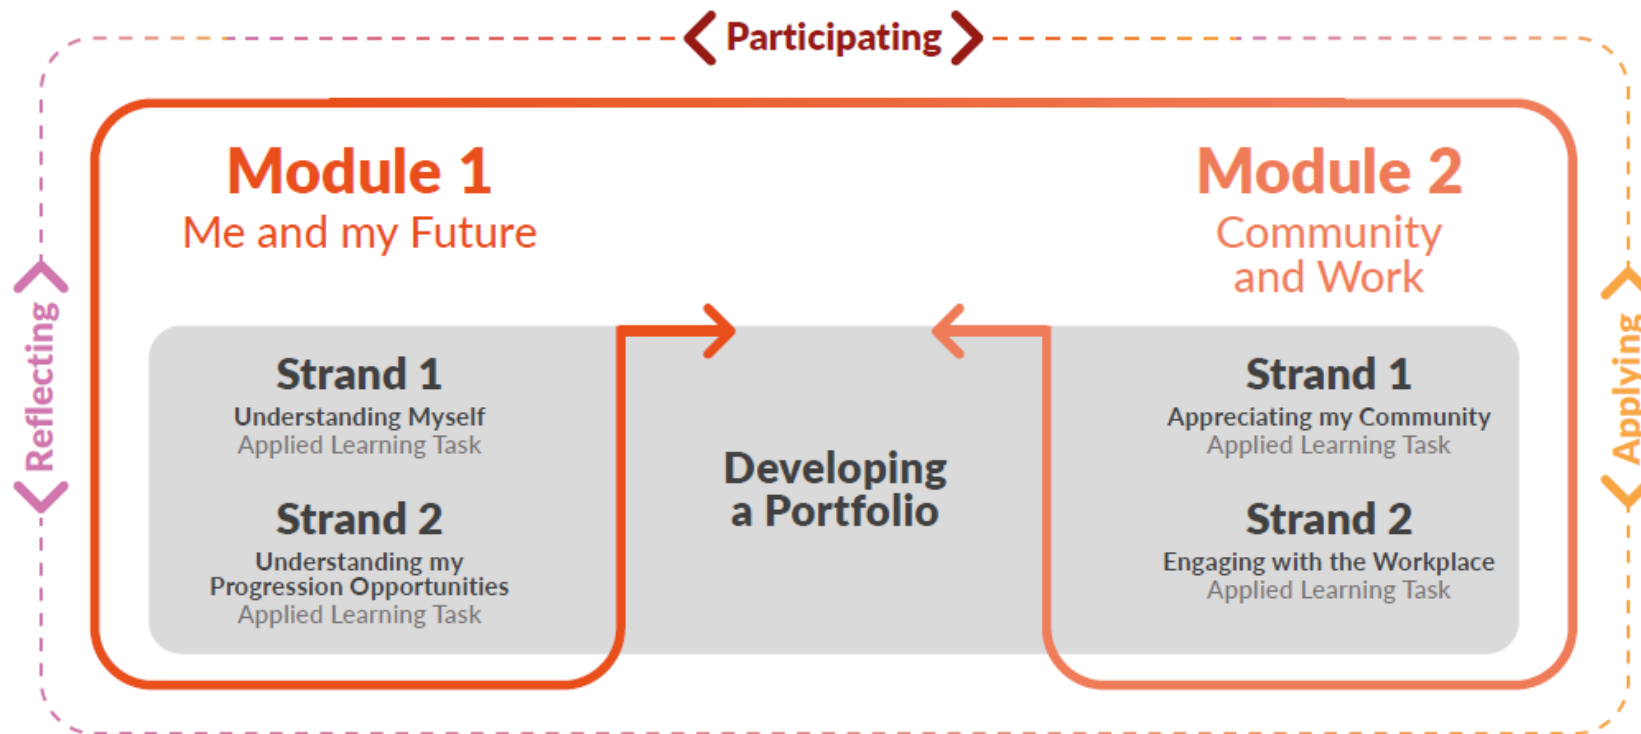 Participating
Module 1
Me and my Future
Module 2
Community
and Work
Reflecting
Applying
Strand 1
Understanding Myself
Applied Learning Task
Strand 2
Understanding my
Progression Opportunities
Applied Learning Task
Developing
a Portfolio
Strand 1
Appreciating my Community
Applied Learning Task
Strand 2
Engaging with the Workplace
Applied Learning Task